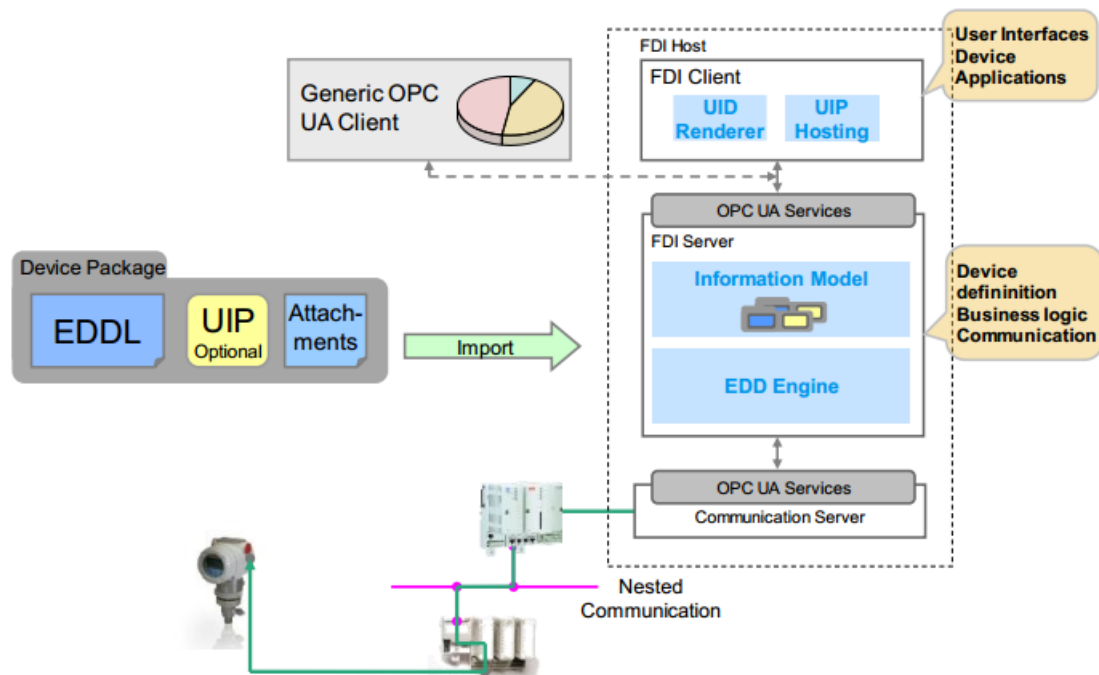 FDI Host
User Interfaces
Device
Applications
FDI Client
UID
Renderer
UIP
Hosting
Generic OPC
UA Client
OPC UA Services
FDI Server
Information Model
EDD Engine
Device
defininition
Business logic
Communication
Device Package
EDDL
UIP
Optional
Attach-
ments
Import
OPC UA Services
Communication Server
Nested
Communication